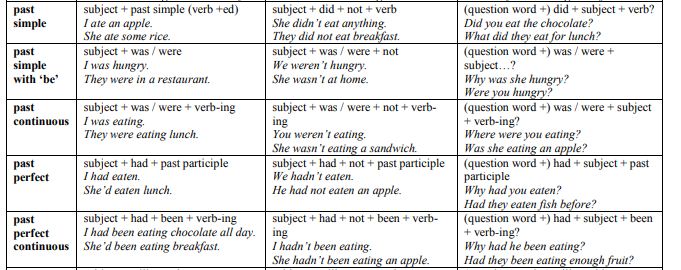 past simple
subject + past simple (verb +ed)
I ate an apple.
She ate some rice.
subject + did + not + verb
She didn't eat anything.
They did not eat breakfast.
(question word +) did + subject + verb?
Did you eat the chocolate?
What did they eat for lunch?
past
simple
with ‘be’
subject + was / were
I was hungry.
They were in a restaurant.
subject + was / were + not
We weren't hungry.
She wasn't at home.
(question word +) was / were +
subject…?
Why was she hungry?
Were you hungry?
past
continuous
subject + was / were + verb-ing
I was eating.
They were eating lunch.
subject + was / were + not + verb-
ing
You weren't eating.
She wasn't eating a sandwich.
(question word +) was / were + subject
+ verb-ing?
Where were you eating?
Was she eating an apple?
past
perfect
subject + had + past participle
I had eaten.
She'd eaten lunch.
subject + had + not + past participle
We hadn't eaten.
He had not eaten an apple.
(question word +) had + subject + past
participle
Why had you eaten?
Had they eaten fish before?
past
perfect
continuous
subject + had + been + verb-ing
I had been eating chocolate all day.
She'd been eating breakfast.
subject + had + not + been + verb-
ing
I hadn't been eating.
She hadn't been eating an apple.
(question word +) had + subject + been
+ verb-ing?
Why had he been eating?
Had they been eating enough fruit?